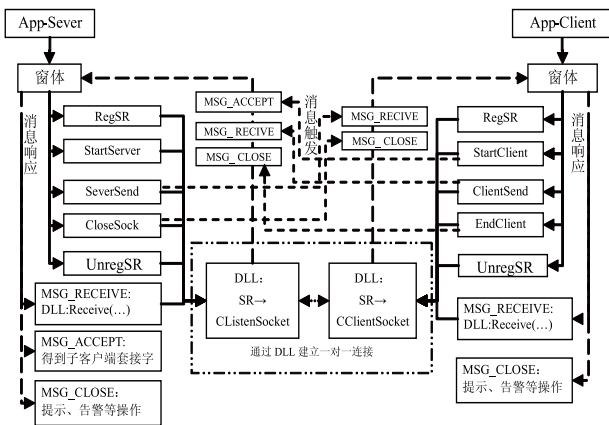 App-Sever
App-Client
窗体
窗体
消息响应
RegSR
StartServer
SeverSend
CloseSock
UnregSR
MSG_RECEIVE:
DLL:Receive(…)
MSG_ACCEPT:
得到子客户端套接字
MSG_CLOSE：
提示、告警等操作
MSG_ACCEPT
MSG_RECIVE
MSG_CLOSE
消息触发
MSG_RECIVE
MSG_CLOSE
DLL：
SR→
CListenSocket
DLL：
SR→
CClientSocket
通过 DLL 建立一对一连接
RegSR
StartClient
ClientSend
EndClient
UnregSR
消息响应
MSG_RECEIVE:
DLL:Receive(…)
MSG_CLOSE：
提示、告警等操作